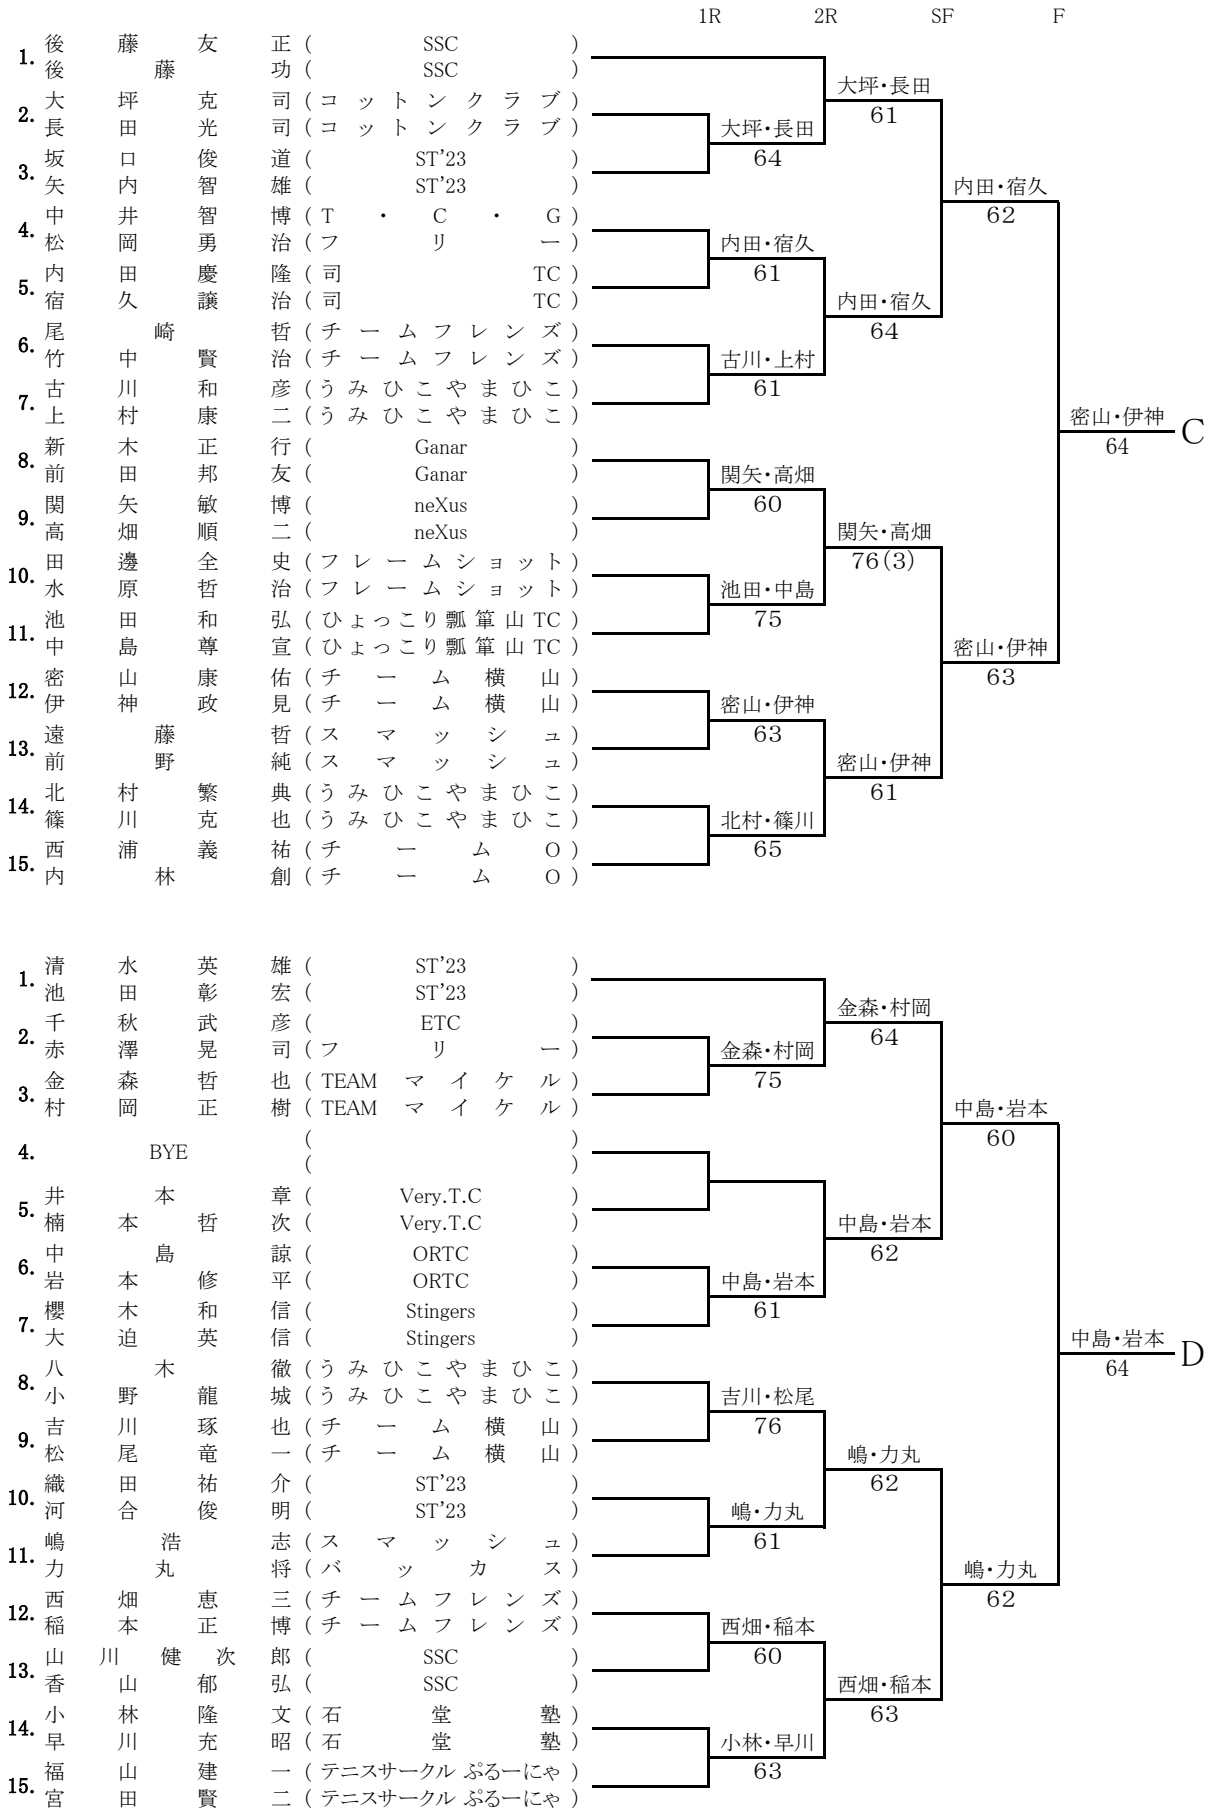 1R 2R SF F
1. 後藤友正 ( SSC )
後藤功 ( SSC )
大坪・長田
61
2. 大坪克司 (コットンクラブ)
長田光司 (コットンクラブ)
大坪・長田
64
3. 坂口俊道 ( ST’23 )
矢内智雄 ( ST’23 )
内田・宿久
62
4. 中井智博 (T・C・G)
松岡勇治 (フリー)
内田・宿久
61
5. 内田慶隆 (司 TC)
宿久譲治 (司 TC)
内田・宿久
64
6. 尾崎哲 (チームフレンズ)
竹中賢治 (チームフレンズ)
古川・上村
61
7. 古川和彦 (うみひこやまひこ)
上村康二 (うみひこやまひこ)
密山・伊神
64
C
8. 新木正行 ( Ganar )
前田邦友 ( Ganar )
関矢・高畑
60
9. 関矢敏博 ( neXus )
高畑順二 ( neXus )
関矢・高畑
76(3)
10. 田邊全史 (フレームショット)
水原哲治 (フレームショット)
池田・中島
75
11. 池田和弘 (ひょっこり瓢箪山TC)
中島尊宣 (ひょっこり瓢箪山TC)
密山・伊神
63
12. 密山康佑 (チーム横山)
伊神政見 (チーム横山)
密山・伊神
63
13. 遠藤哲 (スマッシュ)
前野純 (スマッシュ)
密山・伊神
61
14. 北村繁典 (うみひこやまひこ)
篠川克也 (うみひこやまひこ)
北村・篠川
65
15. 西浦義祐 (チームO)
内林創 (チームO)
1. 清水英雄 ( ST’23 )
池田彰宏 ( ST’23 )
金森・村岡
64
2. 千秋武彦 ( ETC )
赤澤晃司 (フリー)
金森・村岡
75
3. 金森哲也 (TEAM マイケル)
村岡正樹 (TEAM マイケル)
中島・岩本
60
4. BYE ( )
( )
5. 井本章 ( Very.T.C )
楠本哲次 ( Very.T.C )
中島・岩本
62
6. 中島諒 ( ORTC )
岩本修平 ( ORTC )
中島・岩本
61
7. 櫻木和信 ( Stingers )
大迫英信 ( Stingers )
中島・岩本
64
D
8. 八木徹 (うみひこやまひこ)
小野龍城 (うみひこやまひこ)
吉川・松尾
76
9. 吉川琢也 (チーム横山)
松尾竜一 (チーム横山)
嶋・力丸
62
10. 織田祐介 ( ST’23 )
河合俊明 ( ST’23 )
嶋・力丸
61
11. 嶋浩志 (スマッシュ)
力丸将 (バッカス)
嶋・力丸
62
12. 西畑恵三 (チームフレンズ)
稲本正博 (チームフレンズ)
西畑・稲本
60
13. 山川健次郎 ( SSC )
香山郁弘 ( SSC )
西畑・稲本
63
14. 小林隆文 (石堂塾)
早川充昭 (石堂塾)
小林・早川
63
15. 福山建一 (テニスサークル ぷるーにゃ)
宮田賢二 (テニスサークル ぷるーにゃ)